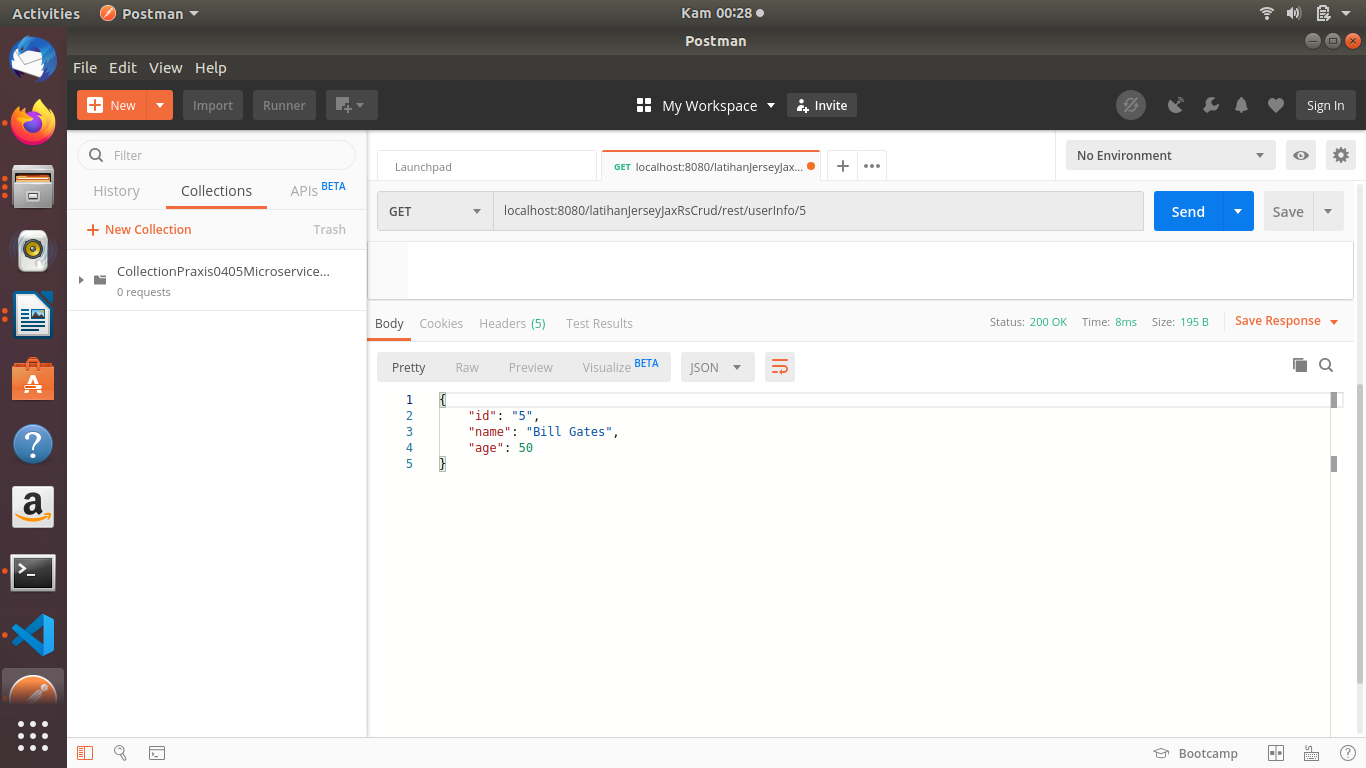 Activities Postman Kam 00:28
Postman
File Edit View Help
New Import Runner My Workspace Invite Sign In
Filter
History Collections APIs BETA
New Collection Trash
CollectionPraxis0405Microservice...
0 requests
Launchpad GET localhost:8080/latihanJerseyJax... No Environment
GET localhost:8080/latihanJerseyJaxRsCrud/rest/userInfo/5 Send Save
Body Cookies Headers (5) Test Results Status: 200 OK Time: 8ms Size: 195 B Save Response
Pretty Raw Preview Visualize BETA JSON
1 {
2 "id": "5",
3 "name": "Bill Gates",
4 "age": 50
5 }
Bootcamp